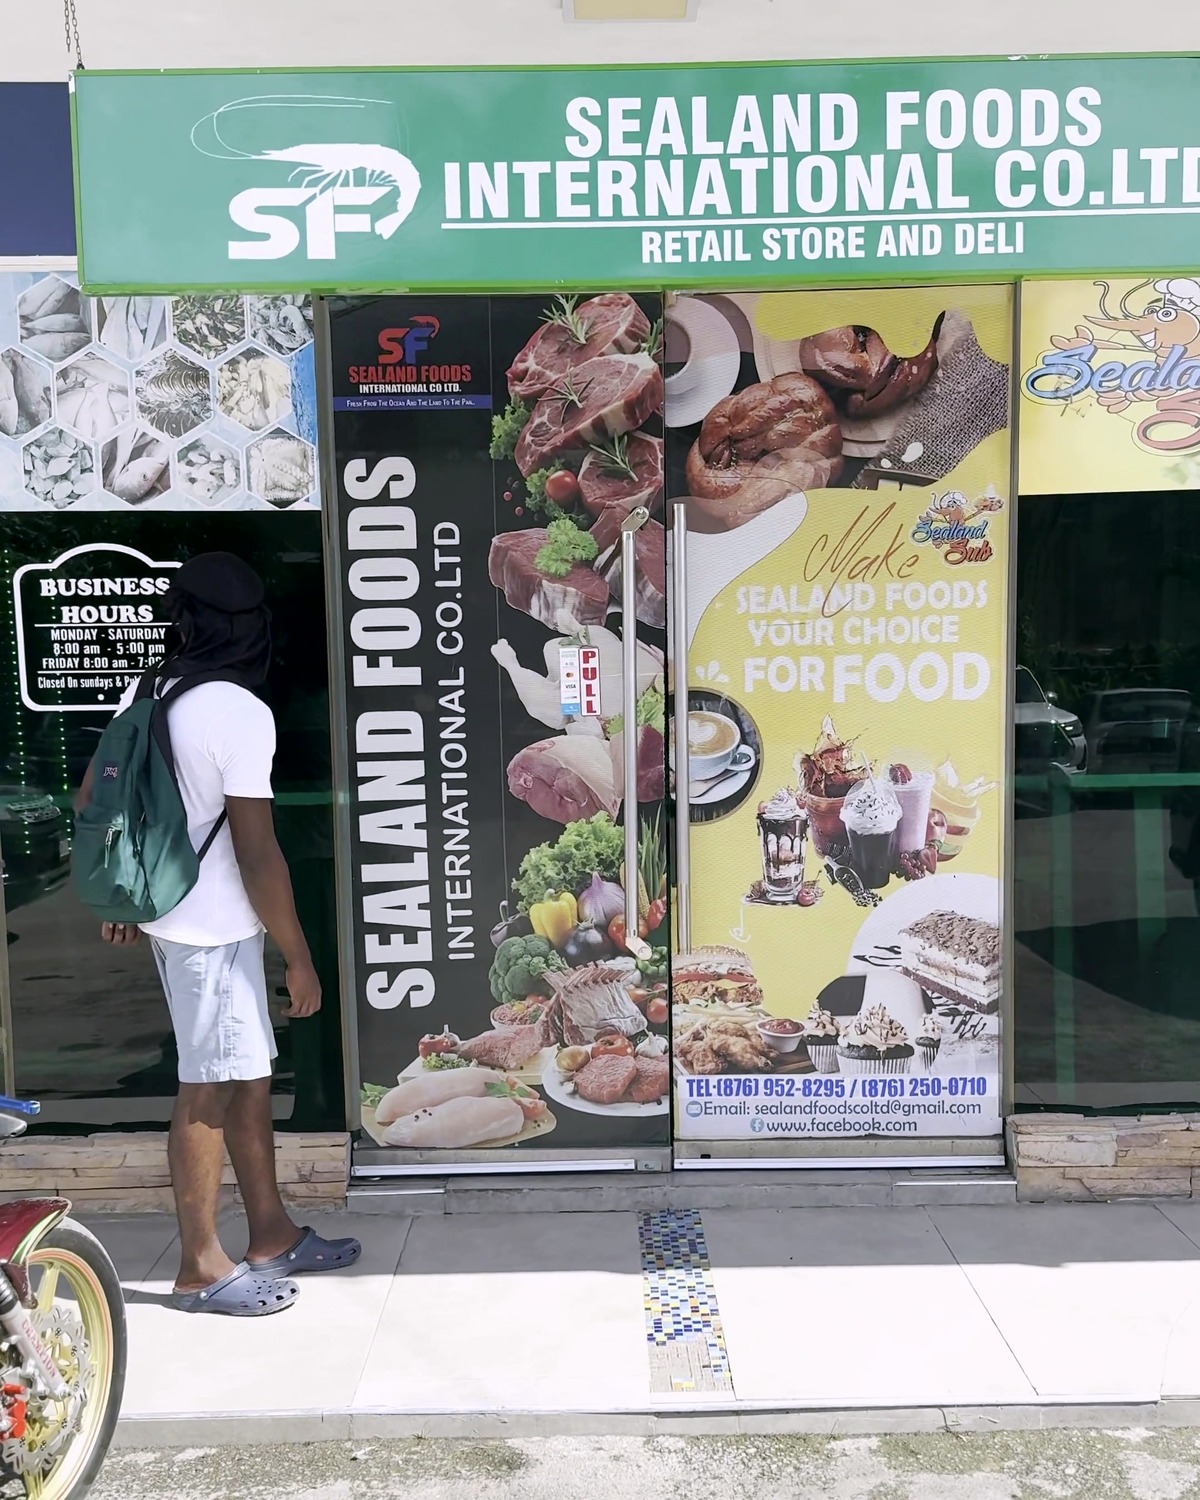 SF
SEALAND FOODS
INTERNATIONAL CO.LTD
RETAIL STORE AND DELI
BUSINESS
HOURS
MONDAY - SATURDAY
8:00 am - 5:00 pm
FRIDAY 8:00 am - 7:00
Closed On sundays &
SF
SEALAND FOODS
INTERNATIONAL CO LTD.
FRESH FROM THE OCEAN AND THE LAND TO THE PAN..
SEALAND FOODS
INTERNATIONAL CO.LTD
PULL
VISA
Make
Sealand
Sub
SEALAND FOODS
YOUR CHOICE
FOR FOOD
TEL:(876) 952-8295 / (876) 250-0710
Email: sealandfoodscoltd@gmail.com
www.facebook.com
Seala